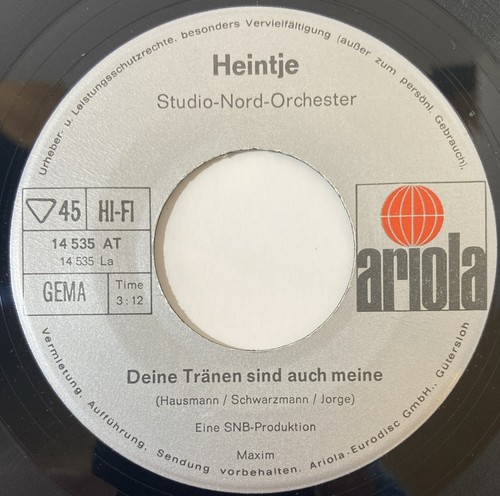 Urheber- u. Leistungsschutzrechte, besonders Vervielfältigung (außer zum persönl. Gebrauch),
Heintje
Studio-Nord-Orchester
45 HI-FI
14 535 AT
14 535 La
GEMA
Time
3:12
ariola
Deine Tränen sind auch meine
(Hausmann / Schwarzmann / Jorge)
Eine SNB-Produktion
Maxim
Vermietung, Aufführung, Sendung vorbehalten. Ariola-Eurodisc GmbH., Gütersloh